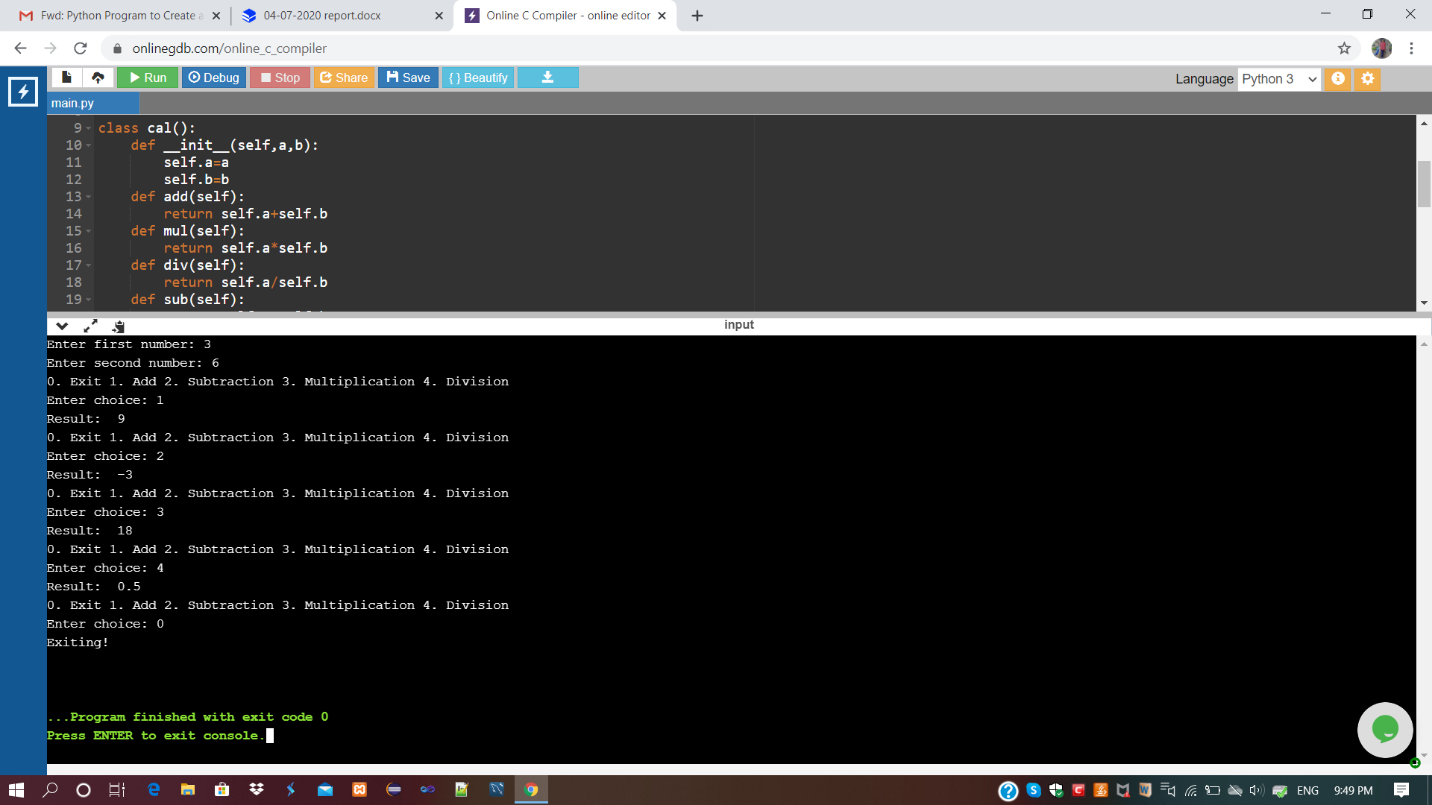 Fwd: Python Program to Create a
04-07-2020 report.docx
Online C Compiler - online editor
onlinegdb.com/online_c_compiler
Run
Debug
Stop
Share
Save
{ } Beautify
Language Python 3
main.py
9 class cal():
10 def __init__(self,a,b):
11 self.a=a
12 self.b=b
13 def add(self):
14 return self.a+self.b
15 def mul(self):
16 return self.a*self.b
17 def div(self):
18 return self.a/self.b
19 def sub(self):
input
Enter first number: 3
Enter second number: 6
0. Exit 1. Add 2. Subtraction 3. Multiplication 4. Division
Enter choice: 1
Result:  9
0. Exit 1. Add 2. Subtraction 3. Multiplication 4. Division
Enter choice: 2
Result:  -3
0. Exit 1. Add 2. Subtraction 3. Multiplication 4. Division
Enter choice: 3
Result:  18
0. Exit 1. Add 2. Subtraction 3. Multiplication 4. Division
Enter choice: 4
Result:  0.5
0. Exit 1. Add 2. Subtraction 3. Multiplication 4. Division
Enter choice: 0
Exiting!
...Program finished with exit code 0
Press ENTER to exit console.
ENG 9:49 PM